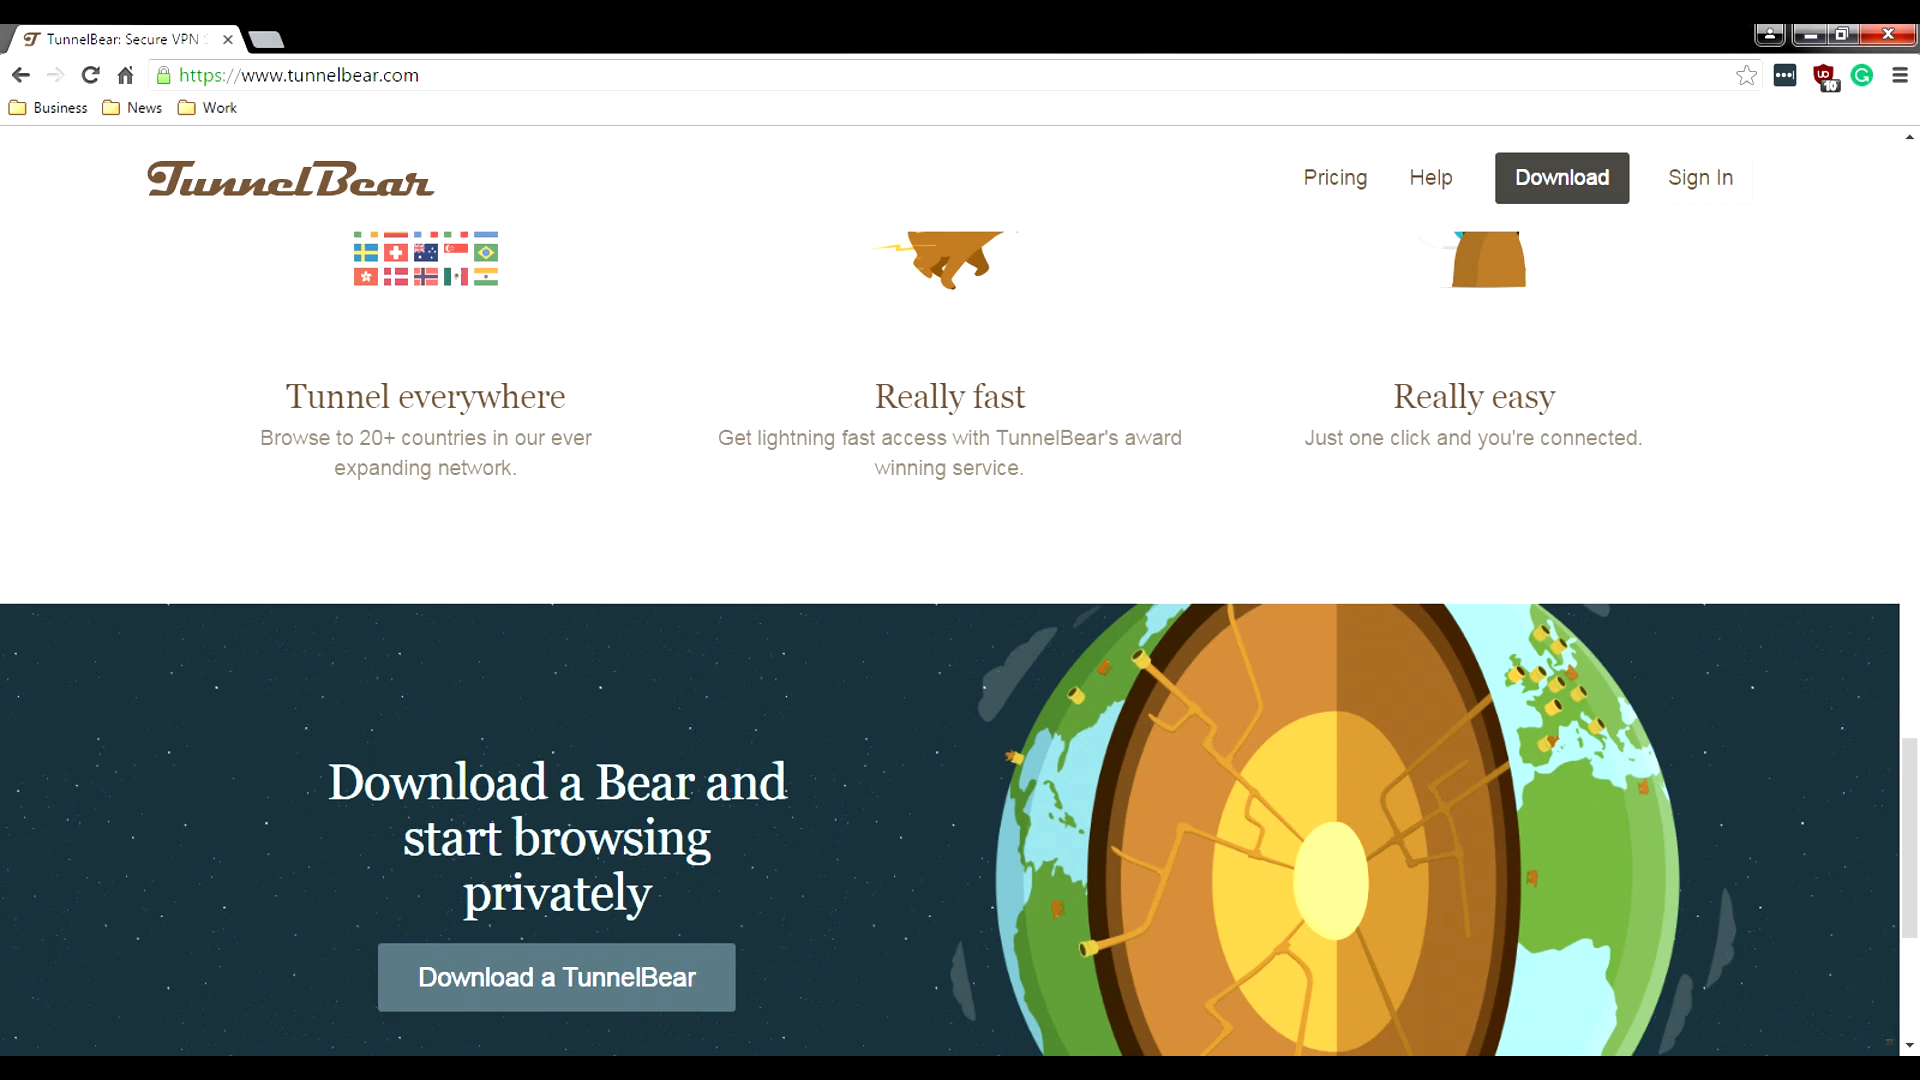 TunnelBear: Secure VPN
https://www.tunnelbear.com
10
Business
News
Work
TunnelBear
Pricing
Help
Download
Sign In
Tunnel everywhere
Browse to 20+ countries in our ever
expanding network.
Really fast
Get lightning fast access with TunnelBear's award
winning service.
Really easy
Just one click and you're connected.
Download a Bear and
start browsing
privately
Download a TunnelBear